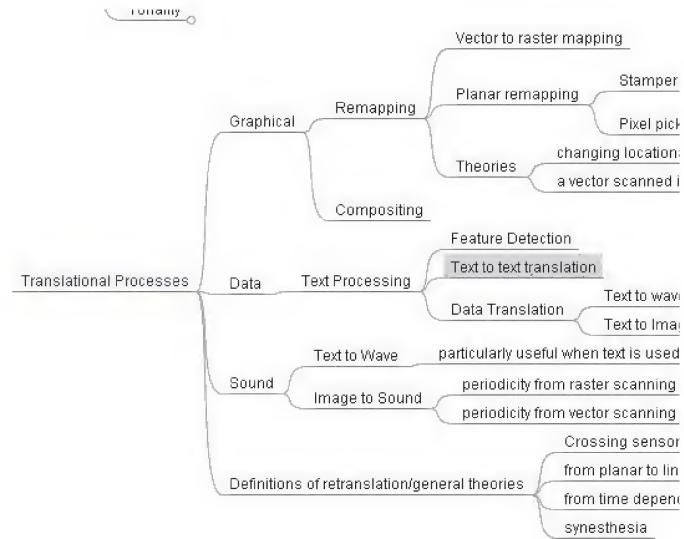 Tonality
Vector to raster mapping
Stamper
Planar remapping
Remapping
Graphical
Pixel pick
changing location
Theories
a vector scanned i
Compositing
Feature Detection
Text to text translation
Translational Processes
Data
Text Processing
Text to wav
Data Translation
Text to Ima
Text to Wave
particularly useful when text is used
Sound
periodicity from raster scanning
Image to Sound
periodicity from vector scanning
Crossing sensor
from planar to lin
Definitions of retranslation/general theories
from time depen
synesthesia